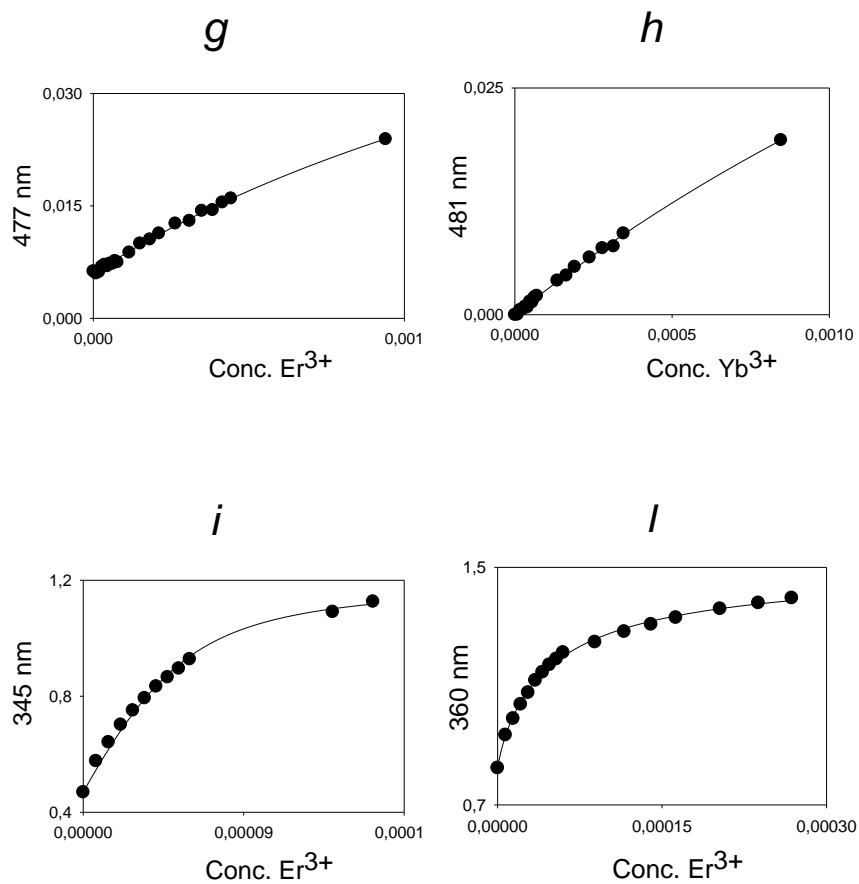 g
0,030
0,015
0,000
477 nm
0,000
0,001
Conc. Er3+
h
0,025
0,000
481 nm
0,0000
0,0005
0,0010
Conc. Yb3+
i
1,2
0,8
0,4
345 nm
0,00000
0,00009
0,0001
Conc. Er3+
l
1,5
0,7
360 nm
0,00000
0,00015
0,00030
Conc. Er3+